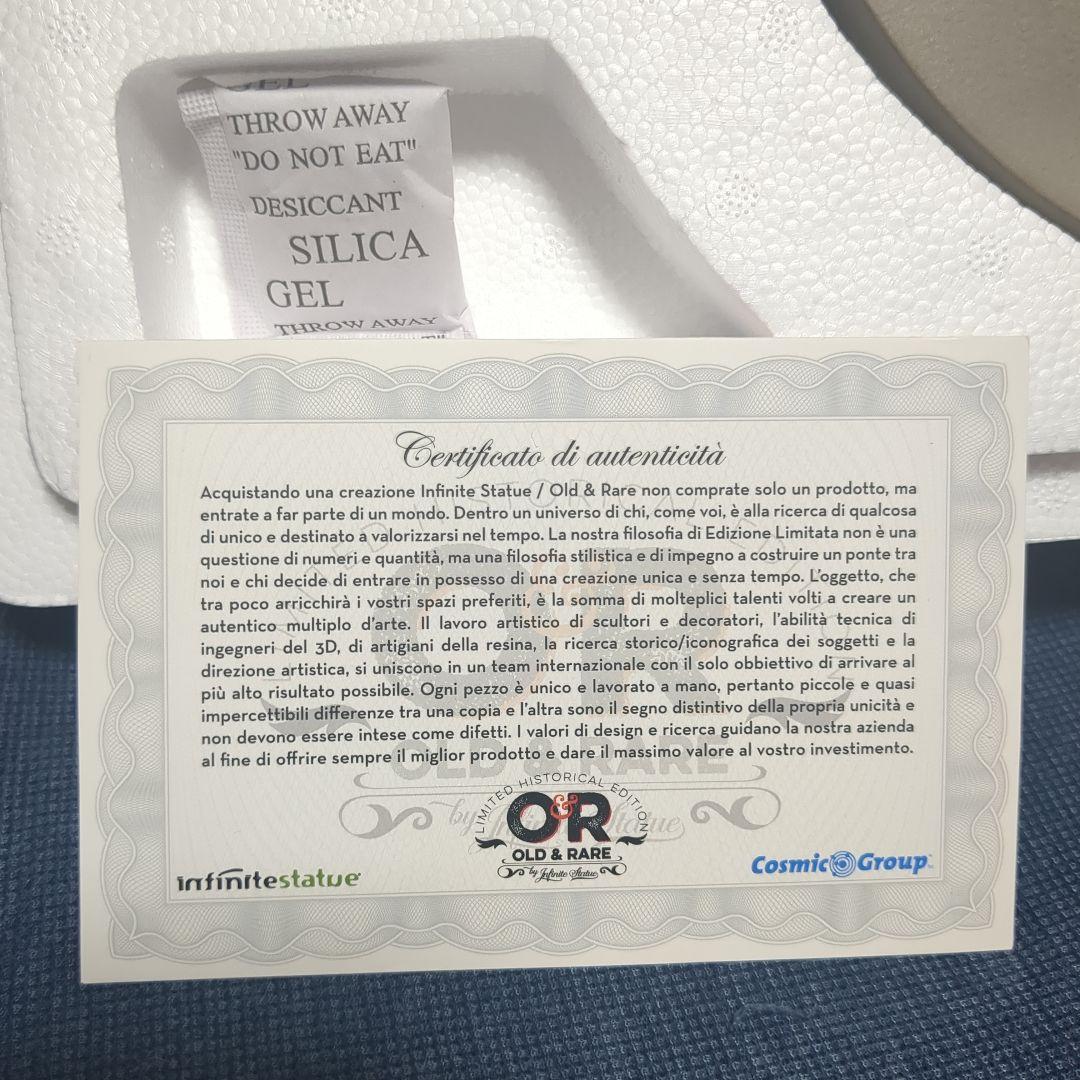 GEL
THROW AWAY
"DO NOT EAT"
DESICCANT
SILICA
GEL
THROW AWAY
Certificato di autenticità
Acquistando una creazione Infinite Statue / Old & Rare non comprate solo un prodotto, ma
entrate a far parte di un mondo. Dentro un universo di chi, come voi, è alla ricerca di qualcosa
di unico e destinato a valorizzarsi nel tempo. La nostra filosofia di Edizione Limitata non è una
questione di numeri e quantità, ma una filosofia stilistica e di impegno a costruire un ponte tra
noi e chi decide di entrare in possesso di una creazione unica e senza tempo. L'oggetto, che
tra poco arricchirà i vostri spazi preferiti, è la somma di molteplici talenti volti a creare un
autentico multiplo d'arte. Il lavoro artistico di scultori e decoratori, l'abilità tecnica di
ingegneri del 3D, di artigiani della resina, la ricerca storico/iconografica dei soggetti e la
direzione artistica, si uniscono in un team internazionale con il solo obbiettivo di arrivare al
più alto risultato possibile. Ogni pezzo è unico e lavorato a mano, pertanto piccole e quasi
impercettibili differenze tra una copia e l'altra sono il segno distintivo della propria unicità e
non devono essere intese come difetti. I valori di design e ricerca guidano la nostra azienda
al fine di offrire sempre il miglior prodotto e dare il massimo valore al vostro investimento.
LIMITED HISTORICAL EDITION
O&R
OLD & RARE
by Infinite Statue
infinitestatue
Cosmic Group